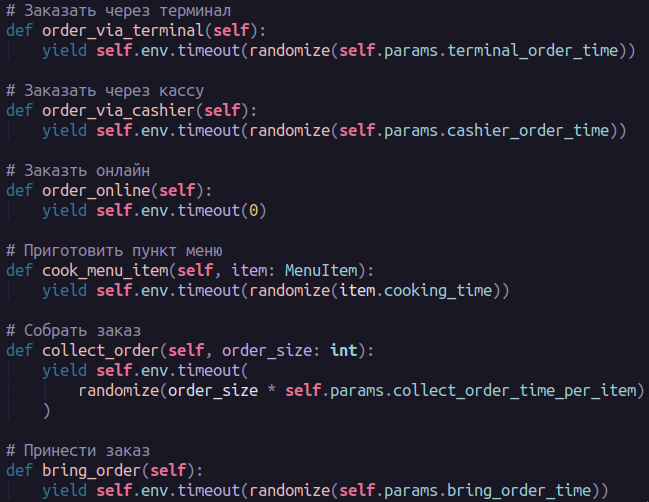 # Заказать через терминал
def order_via_terminal(self):
    yield self.env.timeout(randomize(self.params.terminal_order_time))
# Заказать через кассу
def order_via_cashier(self):
    yield self.env.timeout(randomize(self.params.cashier_order_time))
# Заказть онлайн
def order_online(self):
    yield self.env.timeout(0)
# Приготовить пункт меню
def cook_menu_item(self, item: MenuItem):
    yield self.env.timeout(randomize(item.cooking_time))
# Собрать заказ
def collect_order(self, order_size: int):
    yield self.env.timeout(
        randomize(order_size * self.params.collect_order_time_per_item)
    )
# Принести заказ
def bring_order(self):
    yield self.env.timeout(randomize(self.params.bring_order_time))